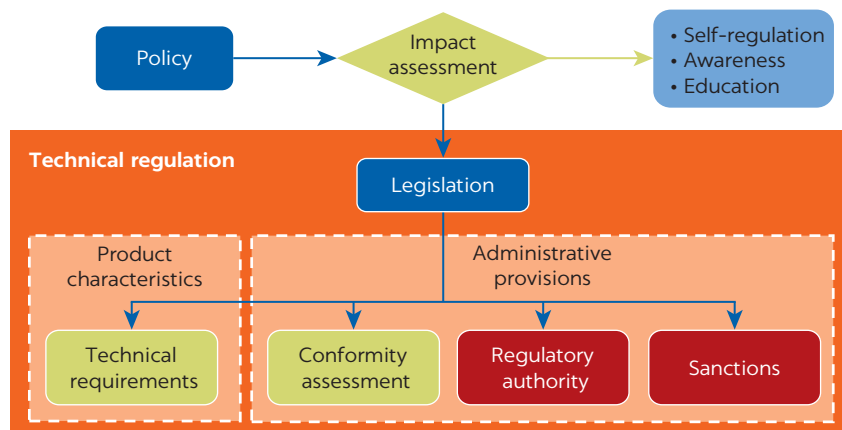 Policy
Impact
assessment
• Self-regulation
• Awareness
• Education
Technical regulation
Legislation
Product
characteristics
Administrative
provisions
Technical
requirements
Conformity
assessment
Regulatory
authority
Sanctions